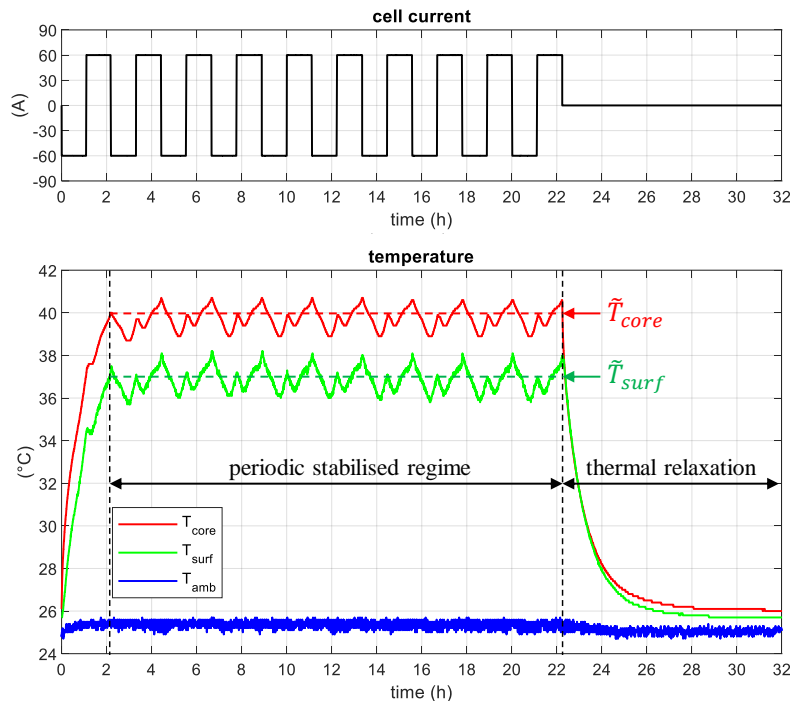 cell current
90
60
30
0
-30
-60
-90
(A)
0 2 4 6 8 10 12 14 16 18 20 22 24 26 28 30 32
time (h)
temperature
42
40
38
36
34
32
30
28
26
24
(°C)
T̃core
T̃surf
periodic stabilised regime
thermal relaxation
Tcore
Tsurf
Tamb
0 2 4 6 8 10 12 14 16 18 20 22 24 26 28 30 32
time (h)